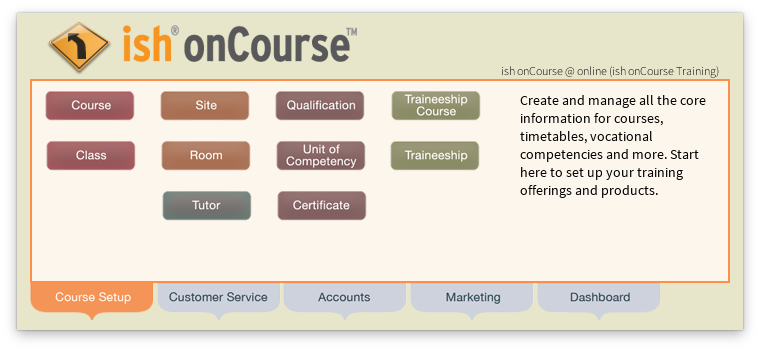 ish® onCourse™
ish onCourse @ online (ish onCourse Training)
Course
Site
Qualification
Traineeship
Course
Class
Room
Unit of
Competency
Traineeship
Tutor
Certificate
Create and manage all the core
information for courses,
timetables, vocational
competencies and more. Start
here to set up your training
offerings and products.
Course Setup
Customer Service
Accounts
Marketing
Dashboard